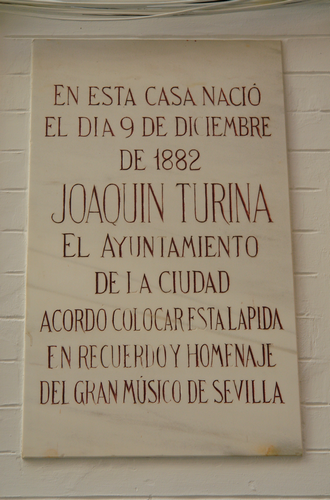 EN ESTA CASA NACIÓ
EL DIA 9 DE DICIEMBRE
DE 1882
JOAQUIN TURINA
EL AYUNTAMIENTO
DE LA CIUDAD
ACORDO COLOCAR ESTA LAPIDA
EN RECUERDO Y HOMENAJE
DEL GRAN MÚSICO DE SEVILLA